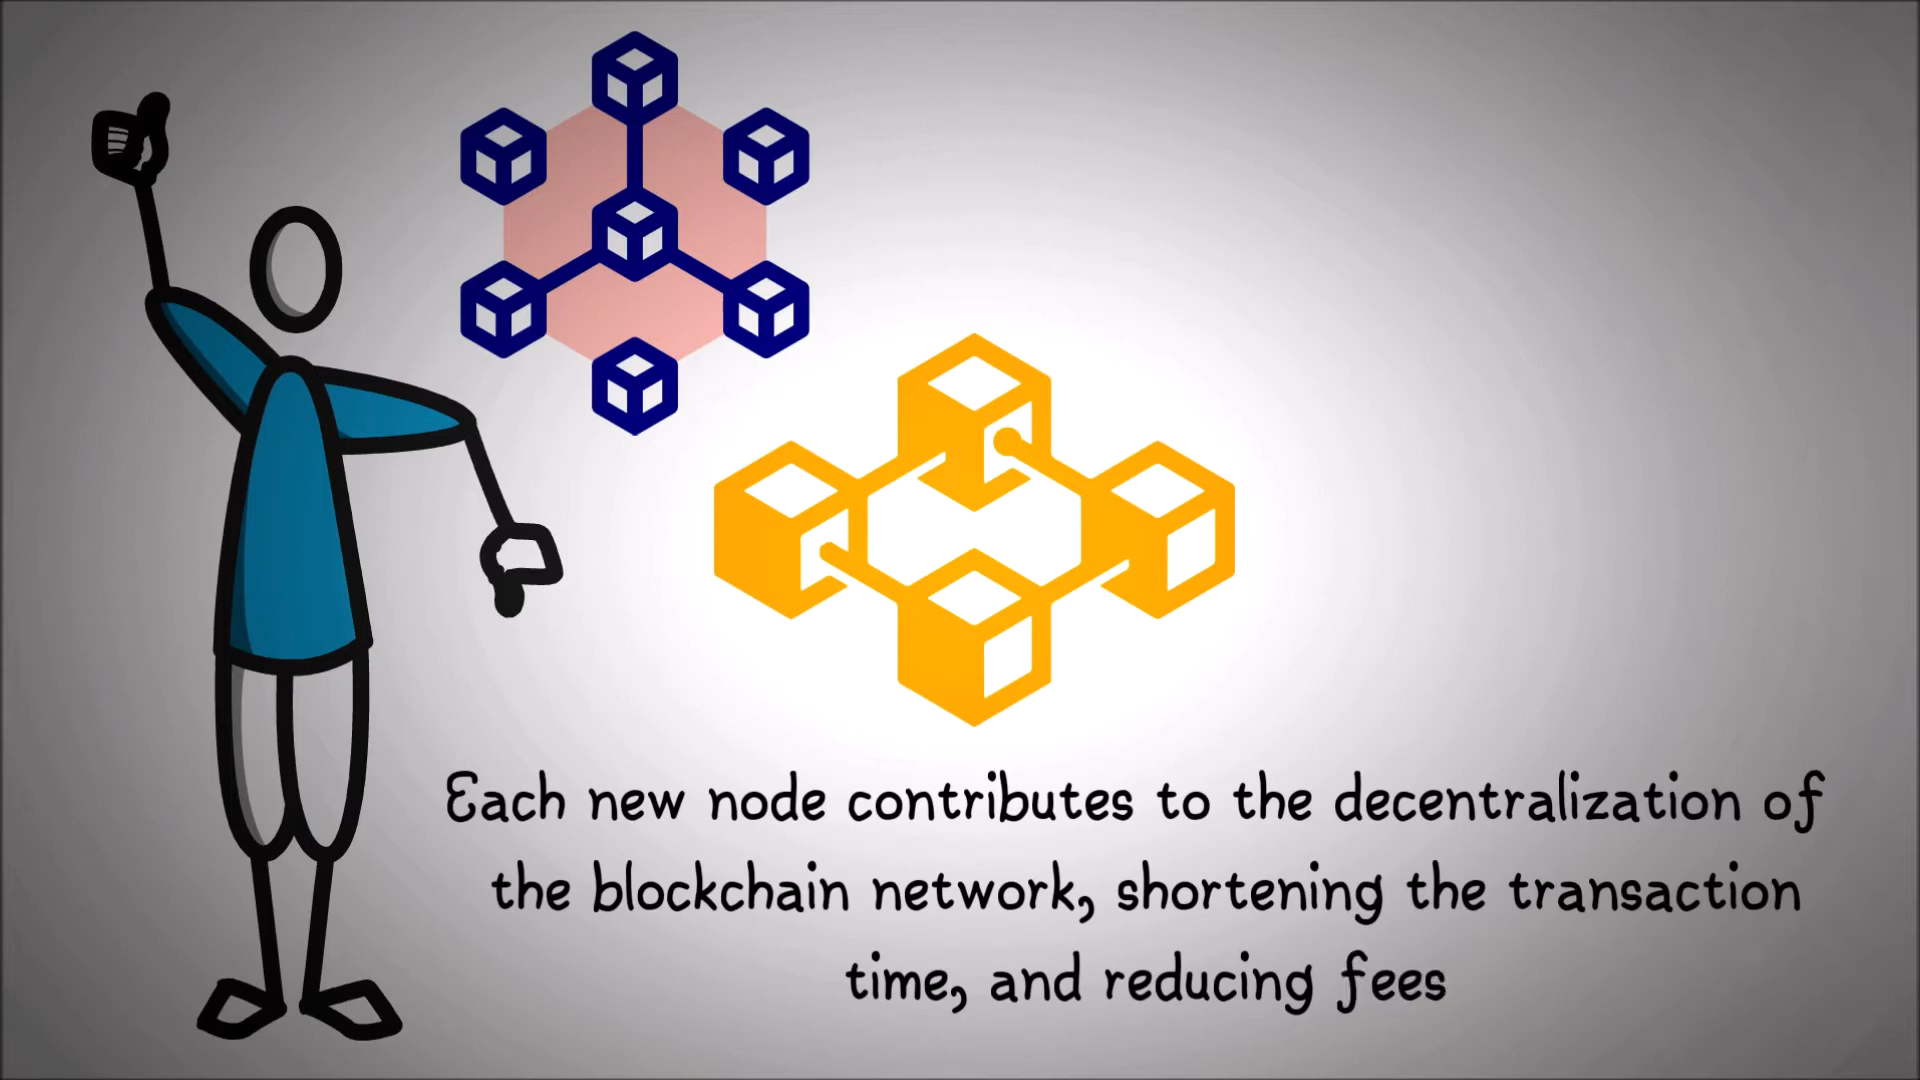 Each new node contributes to the decentralization of
the blockchain network, shortening the transaction
time, and reducing fees